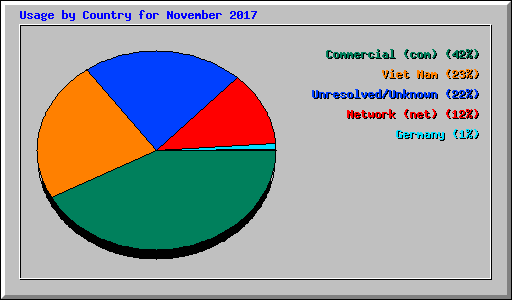 Usage by Country for November 2017
Commercial (com) (42%)
Viet Nam (23%)
Unresolved/Unknown (22%)
Network (net) (12%)
Germany (1%)